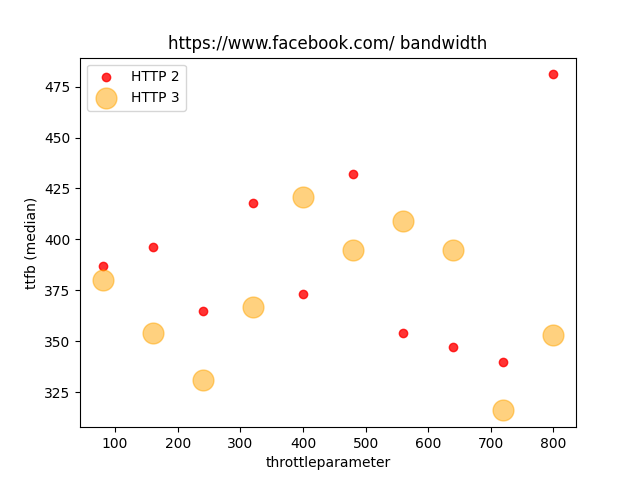 https://www.facebook.com/ bandwidth
HTTP 2
HTTP 3
ttfb (median)
475
450
425
400
375
350
325
100 200 300 400 500 600 700 800
throttleparameter